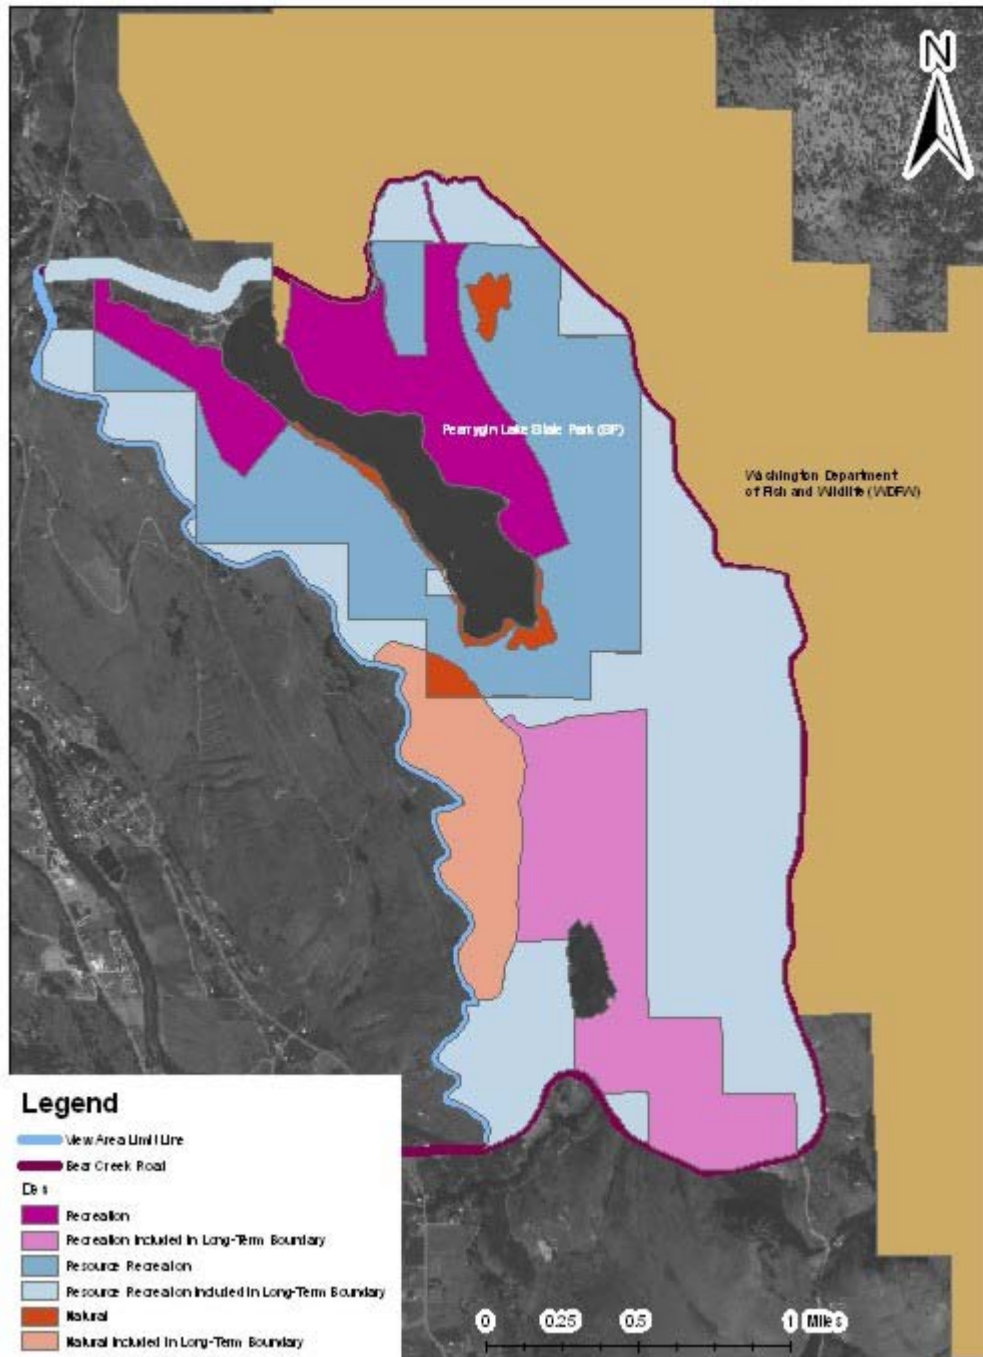 N
Pearrygin Lake State Park (SP)
Washington Department
of Fish and Wildlife (WDFW)
Legend
View Area Limit Line
Bear Creek Road
Des
Recreation
Recreation Included in Long-Term Boundary
Resource Recreation
Resource Recreation Included in Long-Term Boundary
Natural
Natural Included in Long-Term Boundary
0 0.25 0.5 1 Miles